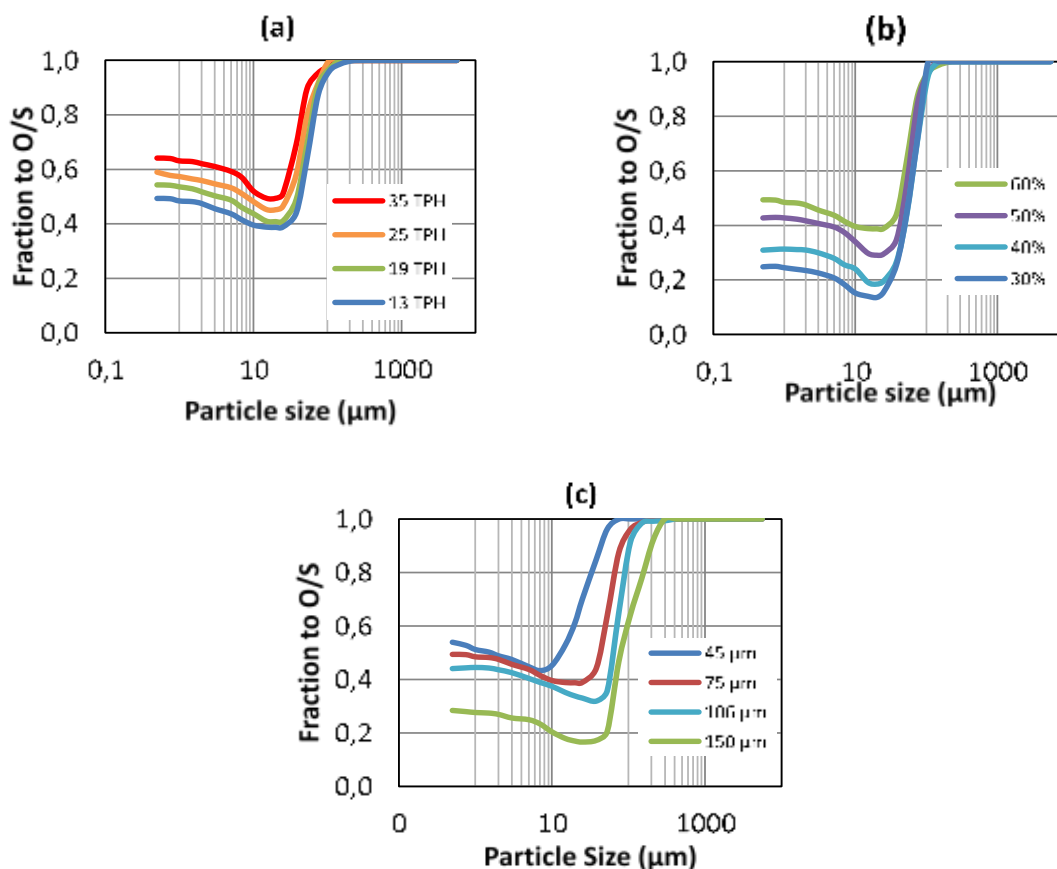 (a)
1,0
0,8
0,6
0,4
0,2
0,0
Fraction to O/S
35 TPH
25 TPH
19 TPH
13 TPH
0,1
10
1000
Particle size (µm)
(b)
1,0
0,8
0,6
0,4
0,2
0,0
Fraction to O/S
60%
50%
40%
30%
0,1
10
1000
Particle size (µm)
(c)
1,0
0,8
0,6
0,4
0,2
0,0
Fraction to O/S
45 µm
75 µm
106 µm
150 µm
0
10
1000
Particle Size (µm)